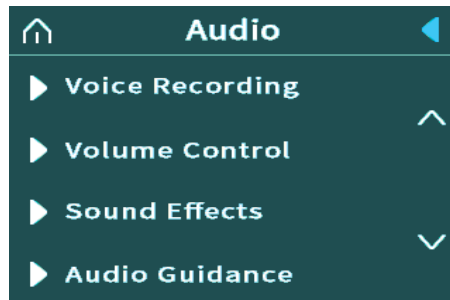 Audio
Voice Recording
Volume Control
Sound Effects
Audio Guidance